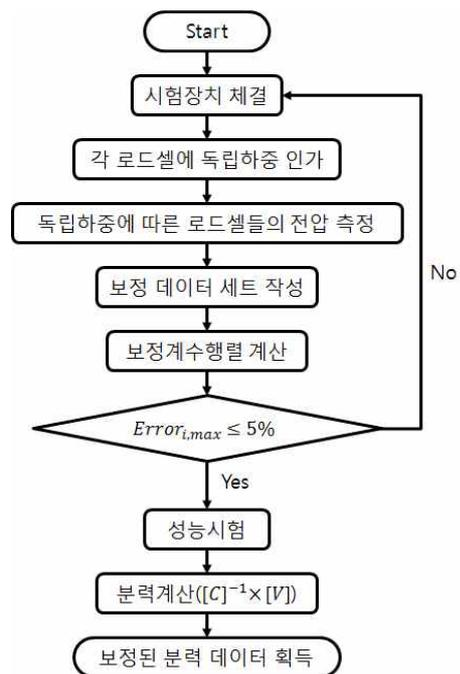 Start
시험장치 체결
각 로드셀에 독립하중 인가
독립하중에 따른 로드셀들의 전압 측정
보정 데이터 세트 작성
No
보정계수행렬 계산
Error_{i,max} ≤ 5%
Yes
성능시험
분력계산([C]⁻¹×[V])
보정된 분력 데이터 획득